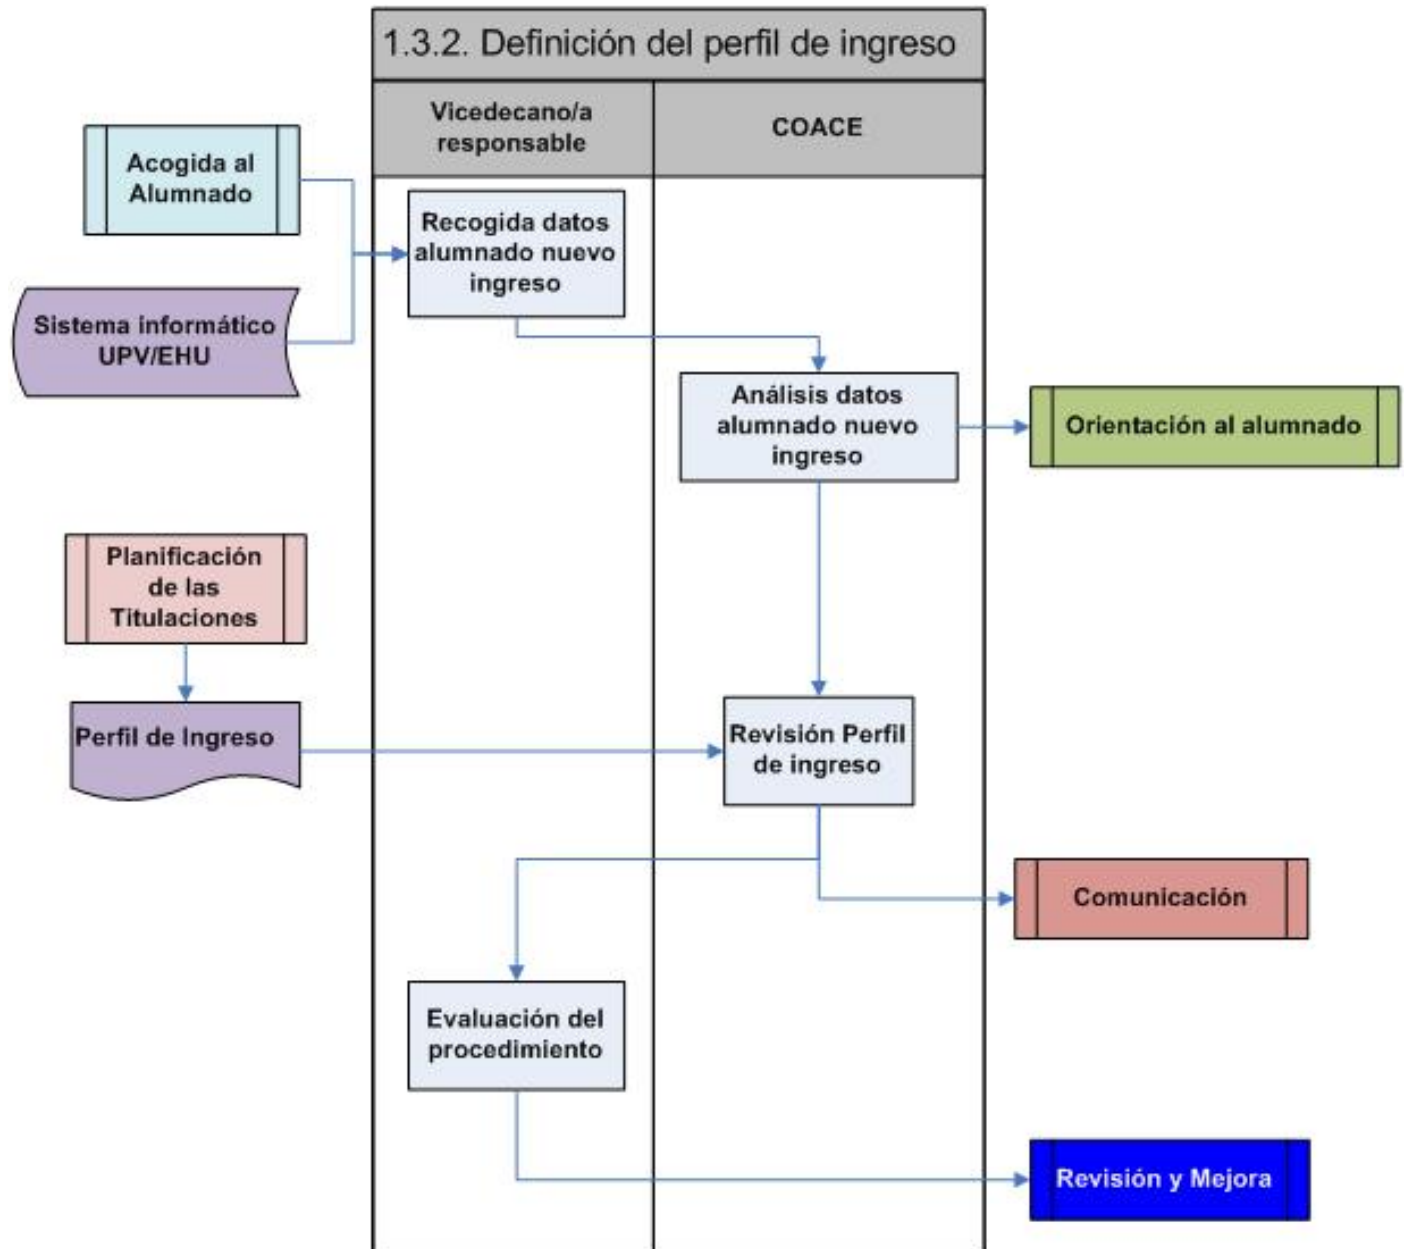 1.3.2. Definición del perfil de ingreso
Vicedecano/a
responsable
COACE
Acogida al
Alumnado
Recogida datos
alumnado nuevo
ingreso
Sistema informático
UPV/EHU
Análisis datos
alumnado nuevo
ingreso
Orientación al alumnado
Planificación
de las
Titulaciones
Perfil de Ingreso
Revisión Perfil
de ingreso
Comunicación
Evaluación del
procedimiento
Revisión y Mejora